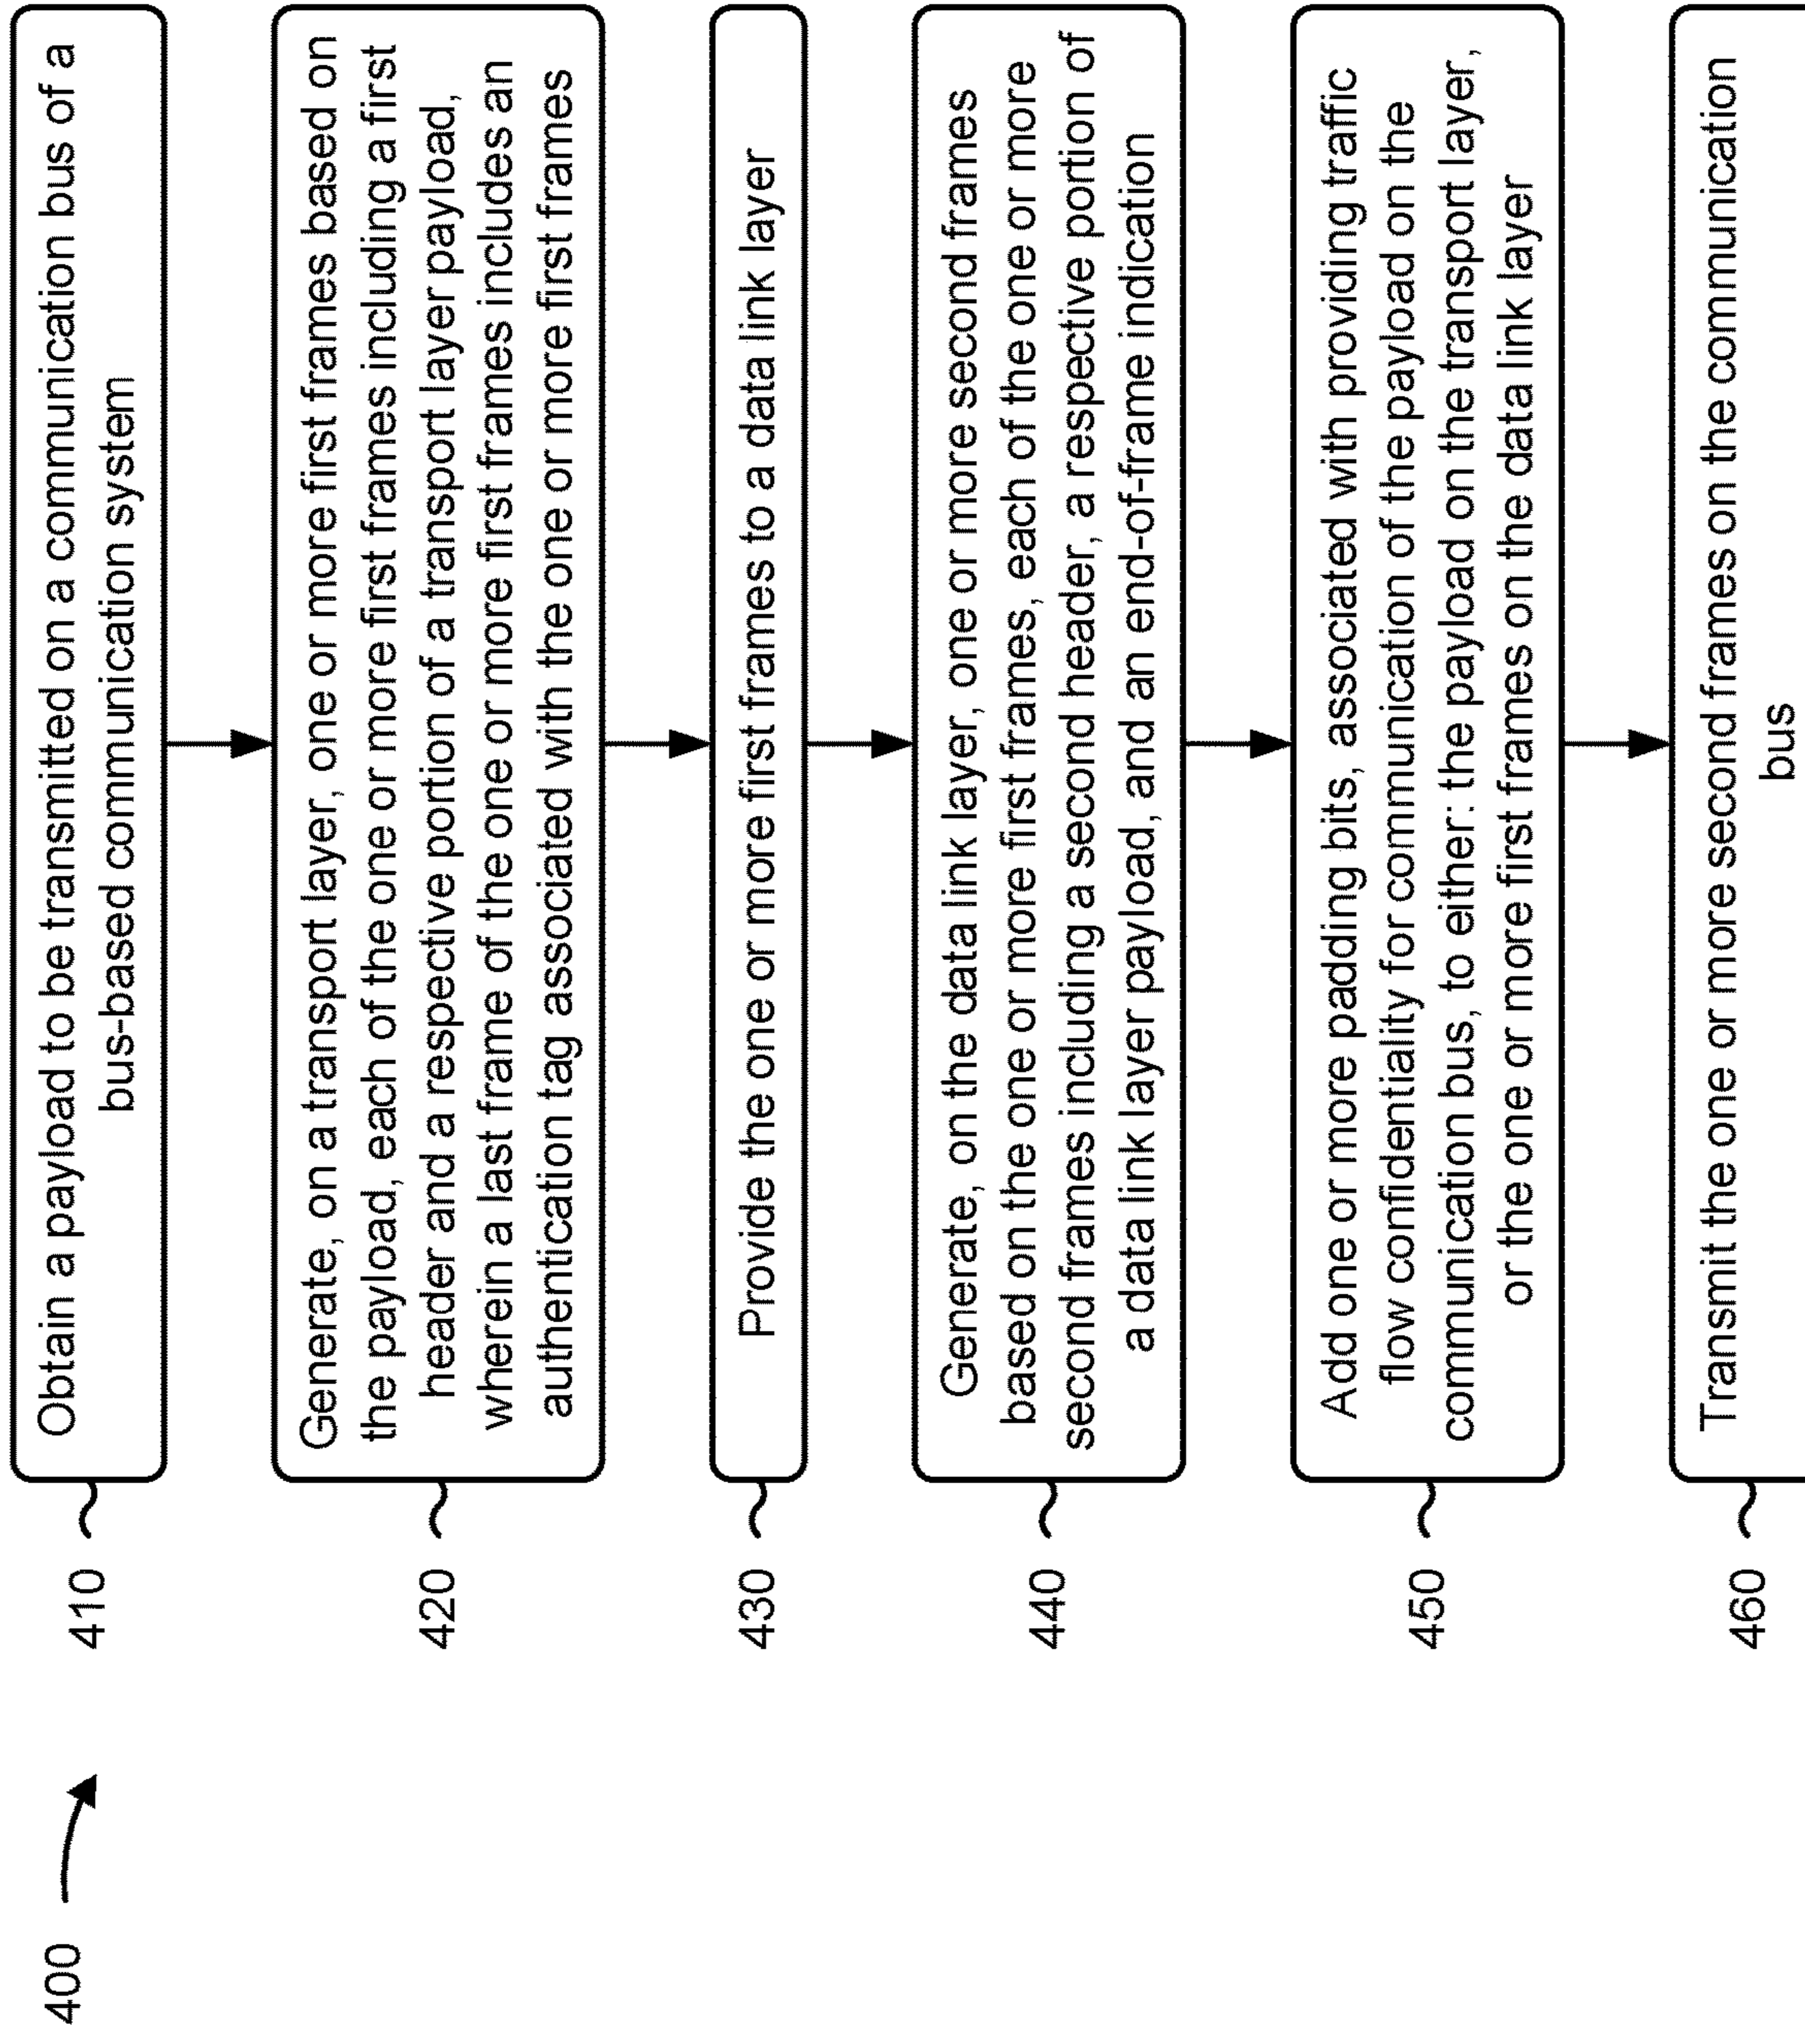 400
410
Obtain a payload to be transmitted on a communication bus of a
bus-based communication system
420
Generate, on a transport layer, one or more first frames based on
the payload, each of the one or more first frames including a first
header and a respective portion of a transport layer payload,
wherein a last frame of the one or more first frames includes an
authentication tag associated with the one or more first frames
430
Provide the one or more first frames to a data link layer
440
Generate, on the data link layer, one or more second frames
based on the one or more first frames, each of the one or more
second frames including a second header, a respective portion of
a data link layer payload, and an end-of-frame indication
450
Add one or more padding bits, associated with providing traffic
flow confidentiality for communication of the payload on the
communication bus, to either: the payload on the transport layer,
or the one or more first frames on the data link layer
460
Transmit the one or more second frames on the communication
bus